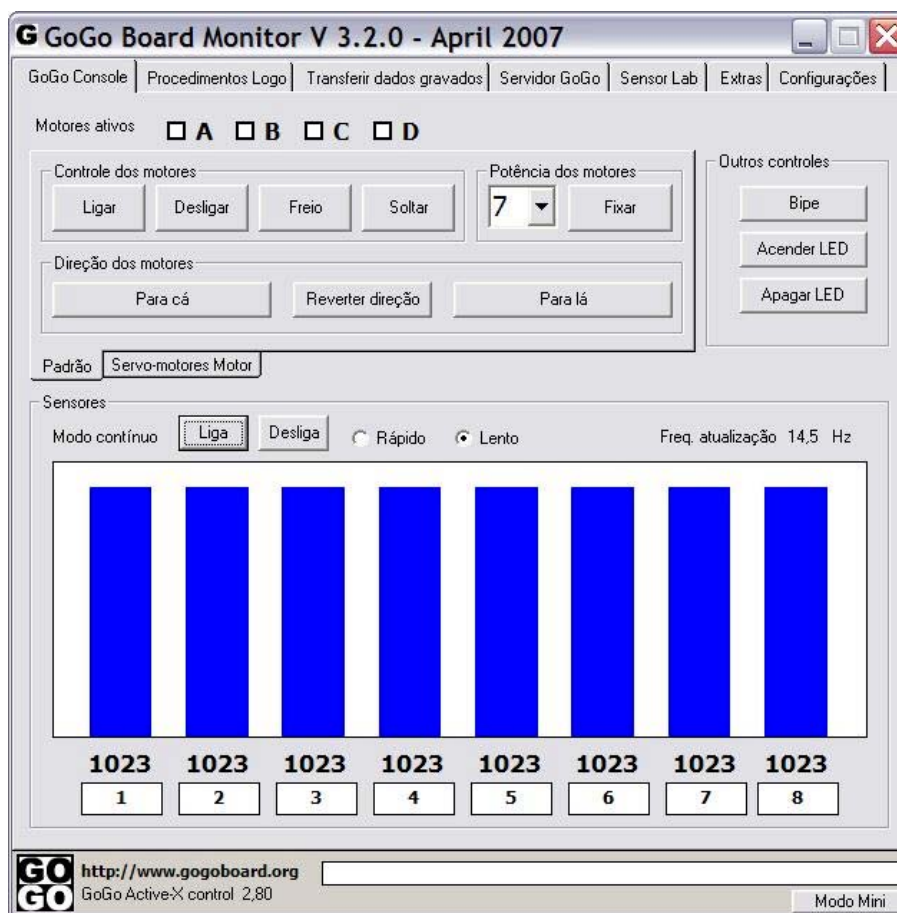 G GoGo Board Monitor V 3.2.0 - April 2007
GoGo Console Procedimentos Logo Transferir dados gravados Servidor GoGo Sensor Lab Extras Configurações
Motores ativos A B C D
Controle dos motores
Ligar Desligar Freio Soltar
Potência dos motores
7 Fixar
Direção dos motores
Para cá Reverter direção Para lá
Padrão Servo-motores Motor
Outros controles
Bipe
Acender LED
Apagar LED
Sensores
Modo contínuo Liga Desliga Rápido Lento Freq. atualização 14,5 Hz
1023 1023 1023 1023 1023 1023 1023 1023
1 2 3 4 5 6 7 8
GO
GO
http://www.gogoboard.org
GoGo Active-X control 2,80
Modo Mini